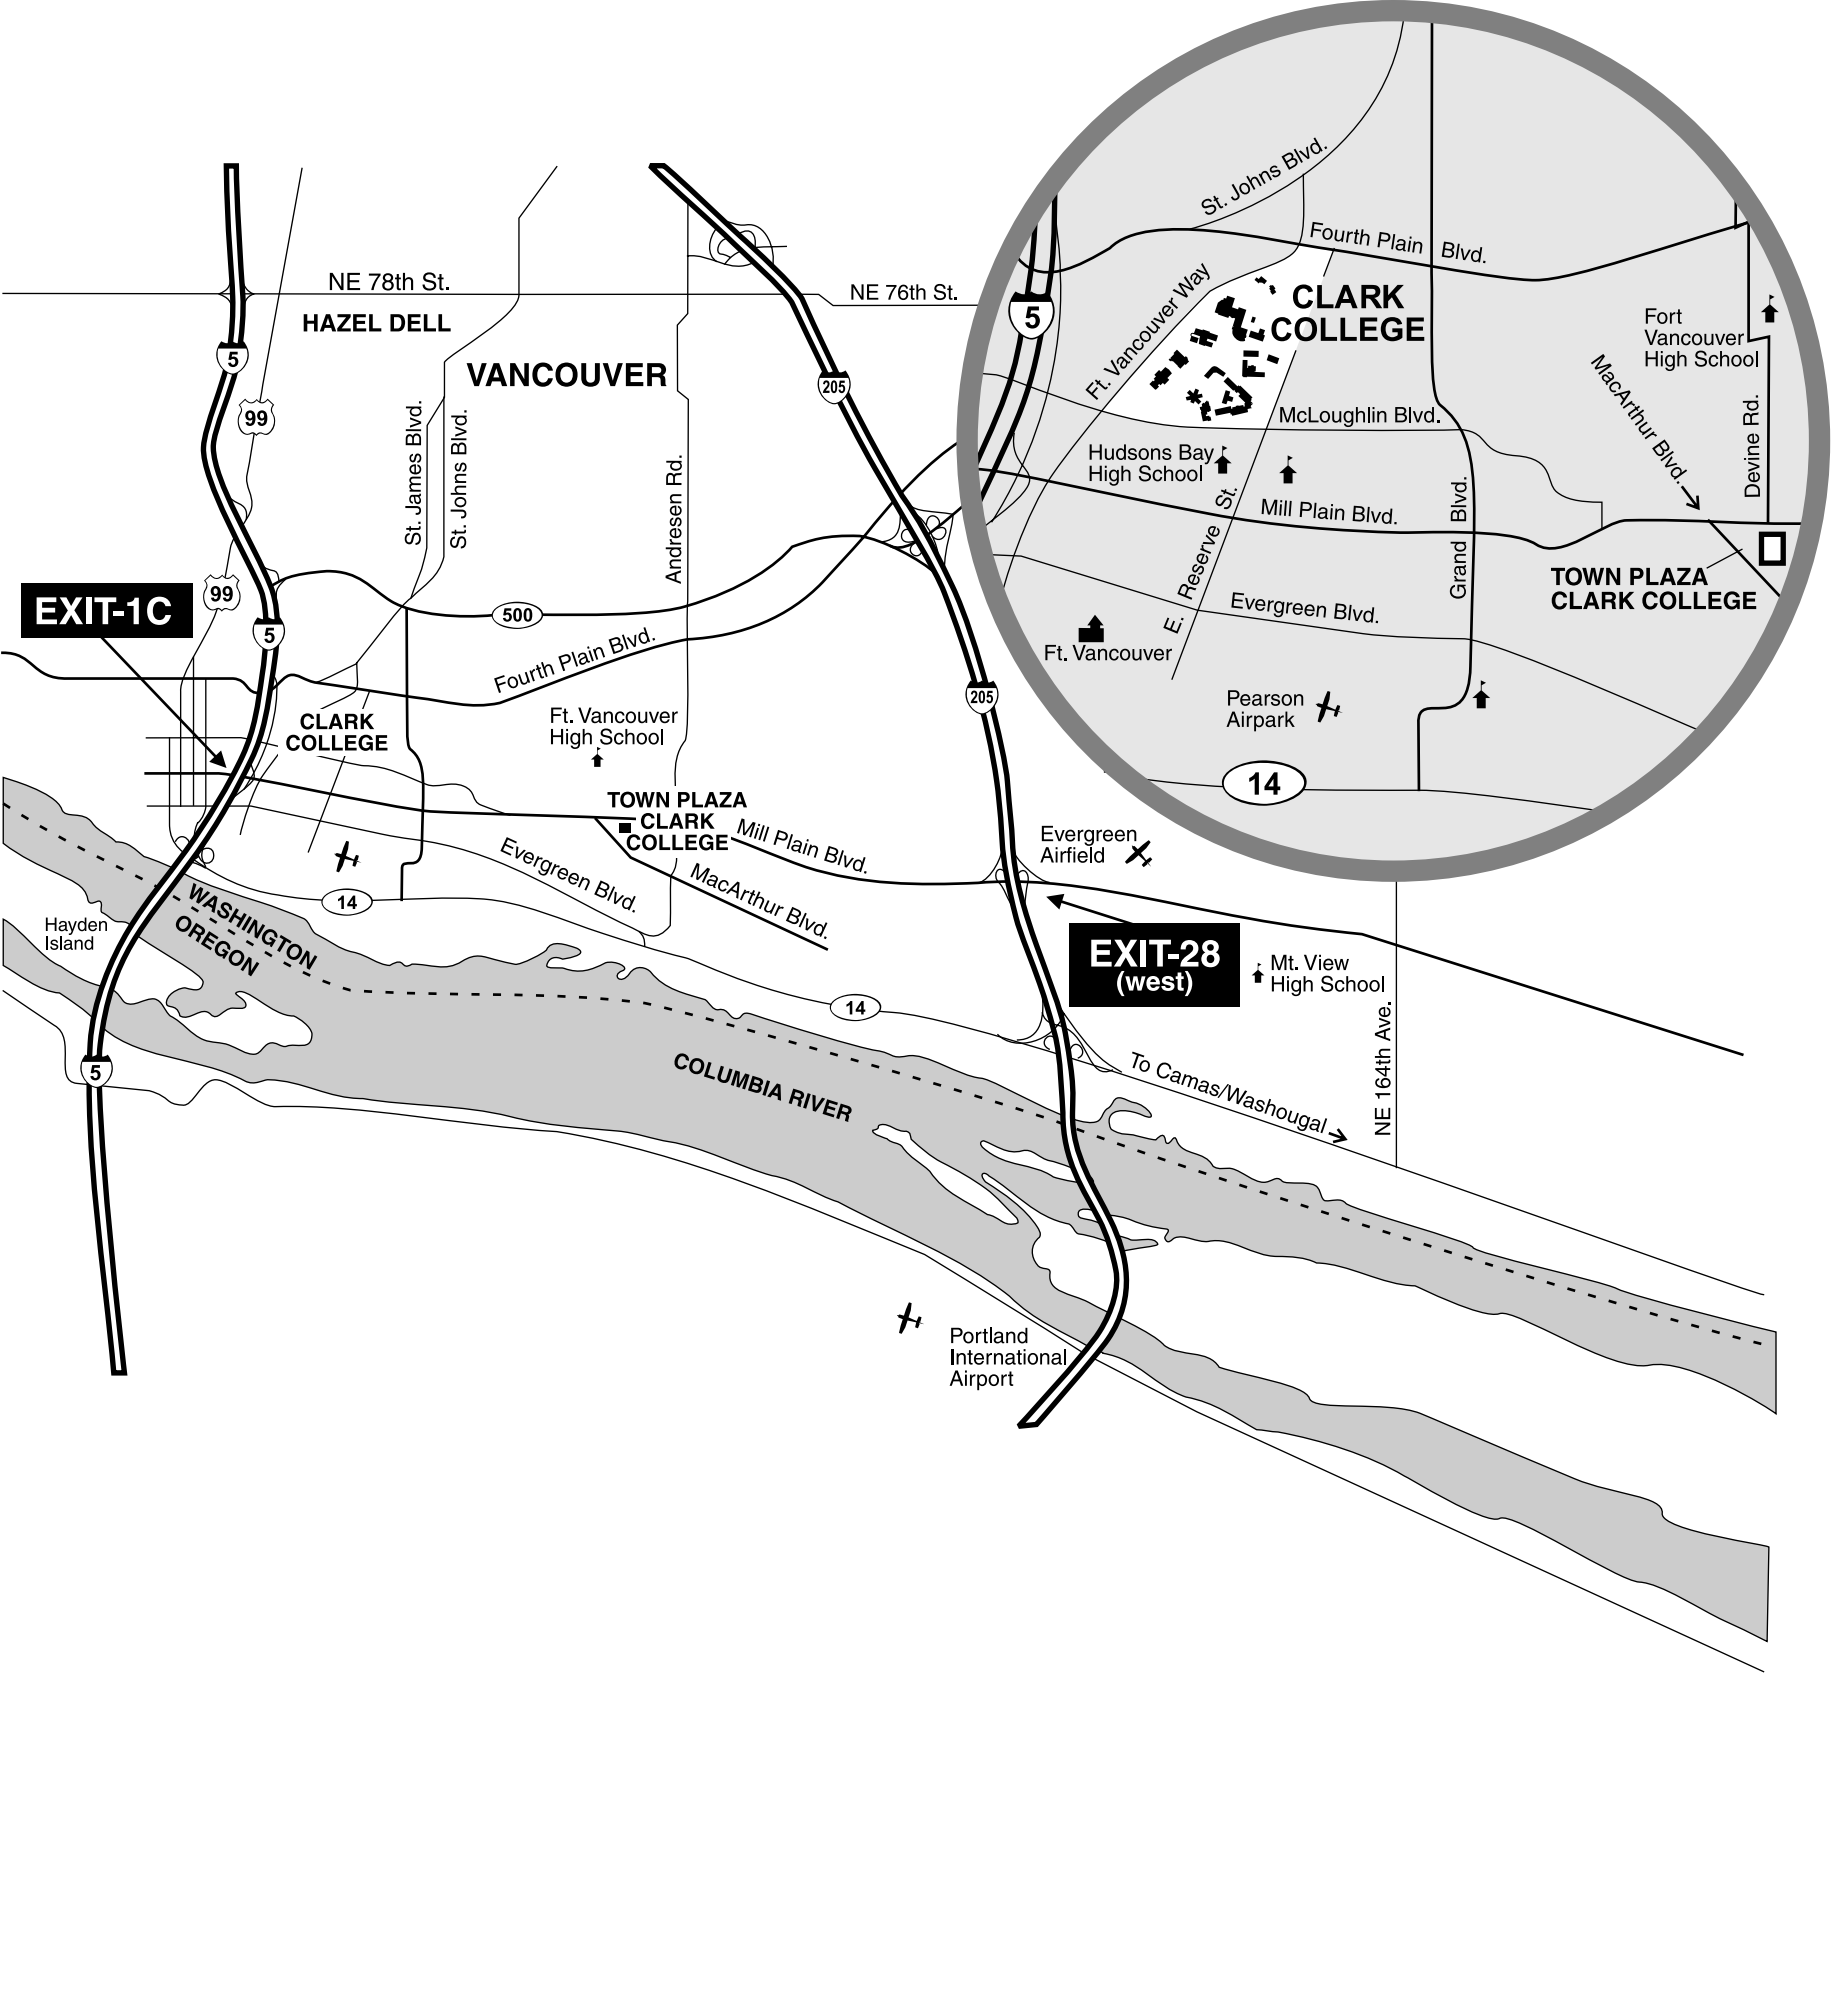 St. Johns Blvd.
Fourth Plain Blvd.
Ft. Vancouver Way
CLARK
COLLEGE
5
Fort
Vancouver
High School
MacArthur Blvd.
Devine Rd.
McLoughlin Blvd.
Hudsons Bay
High School
E. Reserve St.
Mill Plain Blvd.
Grand Blvd.
TOWN PLAZA
CLARK COLLEGE
Evergreen Blvd.
Ft. Vancouver
Pearson
Airpark
14
NE 78th St.
NE 76th St.
HAZEL DELL
VANCOUVER
5
205
99
St. James Blvd.
St. Johns Blvd.
Andresen Rd.
99
EXIT-1C
5
500
Fourth Plain Blvd.
205
CLARK
COLLEGE
Ft. Vancouver
High School
TOWN PLAZA
CLARK
COLLEGE
Mill Plain Blvd.
Evergreen
Airfield
Evergreen Blvd.
MacArthur Blvd.
14
WASHINGTON
OREGON
Hayden
Island
EXIT-28
(west)
Mt. View
High School
14
NE 164th Ave.
5
COLUMBIA RIVER
To Camas/Washougal
Portland
International
Airport